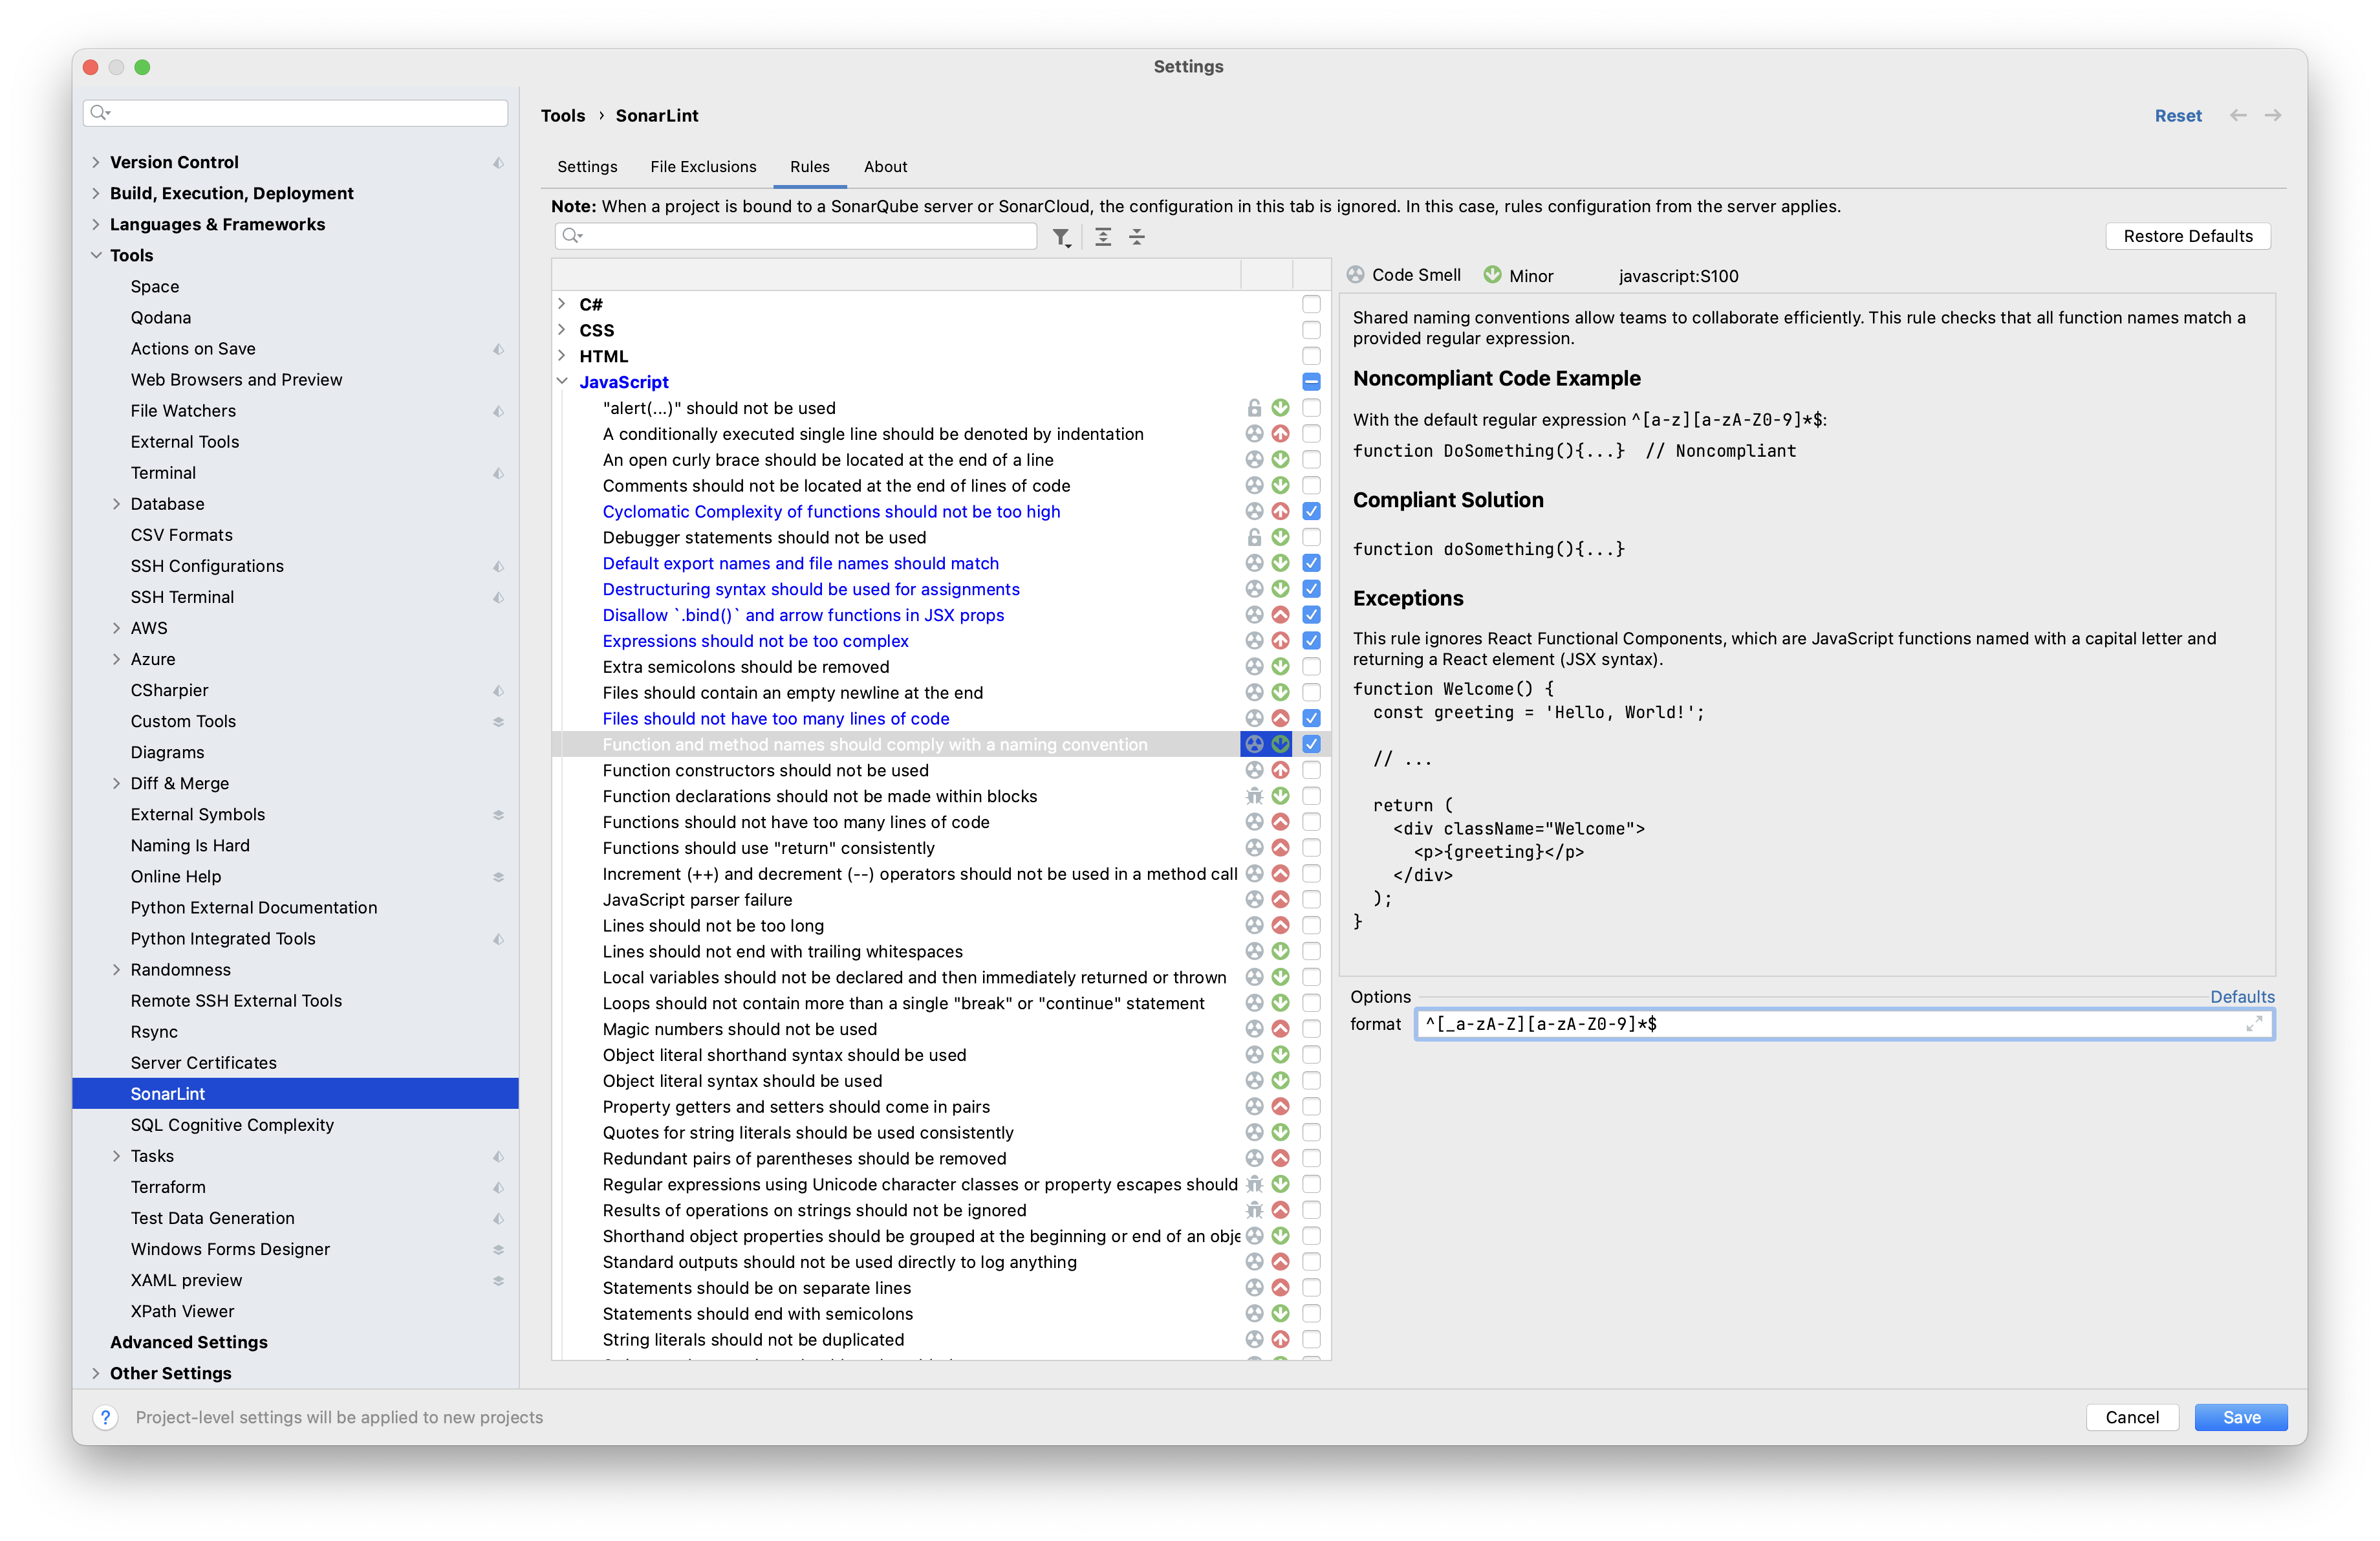 Settings
Version Control
Build, Execution, Deployment
Languages & Frameworks
Tools
Space
Qodana
Actions on Save
Web Browsers and Preview
File Watchers
External Tools
Terminal
Database
CSV Formats
SSH Configurations
SSH Terminal
AWS
Azure
CSharpier
Custom Tools
Diagrams
Diff & Merge
External Symbols
Naming Is Hard
Online Help
Python External Documentation
Python Integrated Tools
Randomness
Remote SSH External Tools
Rsync
Server Certificates
SonarLint
SQL Cognitive Complexity
Tasks
Terraform
Test Data Generation
Windows Forms Designer
XAML preview
XPath Viewer
Advanced Settings
Other Settings
Tools › SonarLint
Reset
Settings File Exclusions Rules About
Note: When a project is bound to a SonarQube server or SonarCloud, the configuration in this tab is ignored. In this case, rules configuration from the server applies.
Restore Defaults
C#
CSS
HTML
JavaScript
"alert(...)" should not be used
A conditionally executed single line should be denoted by indentation
An open curly brace should be located at the end of a line
Comments should not be located at the end of lines of code
Cyclomatic Complexity of functions should not be too high
Debugger statements should not be used
Default export names and file names should match
Destructuring syntax should be used for assignments
Disallow `.bind()` and arrow functions in JSX props
Expressions should not be too complex
Extra semicolons should be removed
Files should contain an empty newline at the end
Files should not have too many lines of code
Function and method names should comply with a naming convention
Function constructors should not be used
Function declarations should not be made within blocks
Functions should not have too many lines of code
Functions should use "return" consistently
Increment (++) and decrement (--) operators should not be used in a method call
JavaScript parser failure
Lines should not be too long
Lines should not end with trailing whitespaces
Local variables should not be declared and then immediately returned or thrown
Loops should not contain more than a single "break" or "continue" statement
Magic numbers should not be used
Object literal shorthand syntax should be used
Object literal syntax should be used
Property getters and setters should come in pairs
Quotes for string literals should be used consistently
Redundant pairs of parentheses should be removed
Regular expressions using Unicode character classes or property escapes should
Results of operations on strings should not be ignored
Shorthand object properties should be grouped at the beginning or end of an obje
Standard outputs should not be used directly to log anything
Statements should be on separate lines
Statements should end with semicolons
String literals should not be duplicated
Code Smell Minor javascript:S100
Shared naming conventions allow teams to collaborate efficiently. This rule checks that all function names match a
provided regular expression.
Noncompliant Code Example
With the default regular expression ^[a-z][a-zA-Z0-9]*$:
function DoSomething(){...}  // Noncompliant
Compliant Solution
function doSomething(){...}
Exceptions
This rule ignores React Functional Components, which are JavaScript functions named with a capital letter and
returning a React element (JSX syntax).
function Welcome() {
const greeting = 'Hello, World!';
// ...
return (
<div className="Welcome">
<p>{greeting}</p>
</div>
);
}
Options
Defaults
format ^[_a-zA-Z][a-zA-Z0-9]*$
? Project-level settings will be applied to new projects
Cancel Save